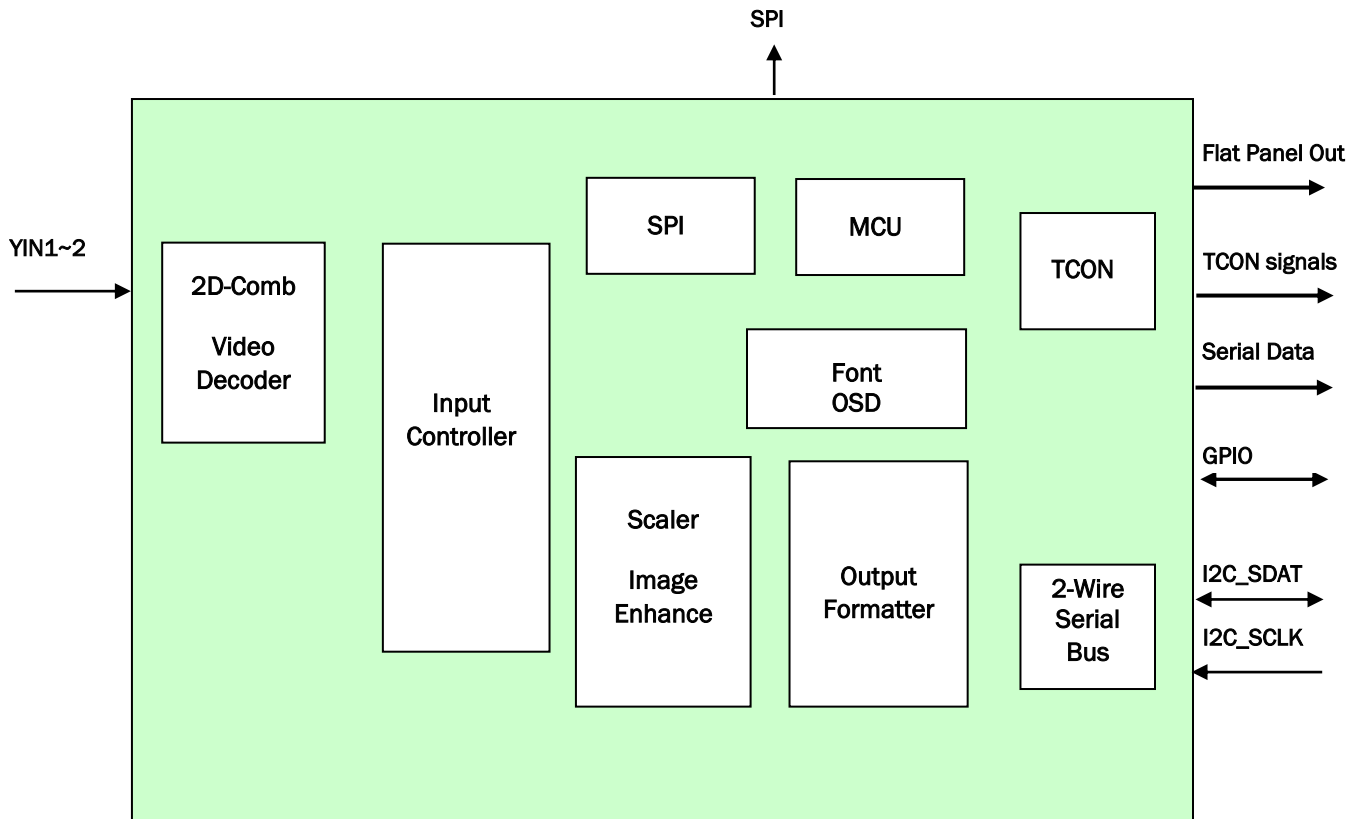 SPI
Flat Panel Out
SPI
MCU
YIN1~2
TCON
TCON signals
2D-Comb
Video
Decoder
Serial Data
Font
OSD
Input
Controller
GPIO
Scaler
Image
Enhance
Output
Formatter
2-Wire
Serial
Bus
I2C_SDAT
I2C_SCLK